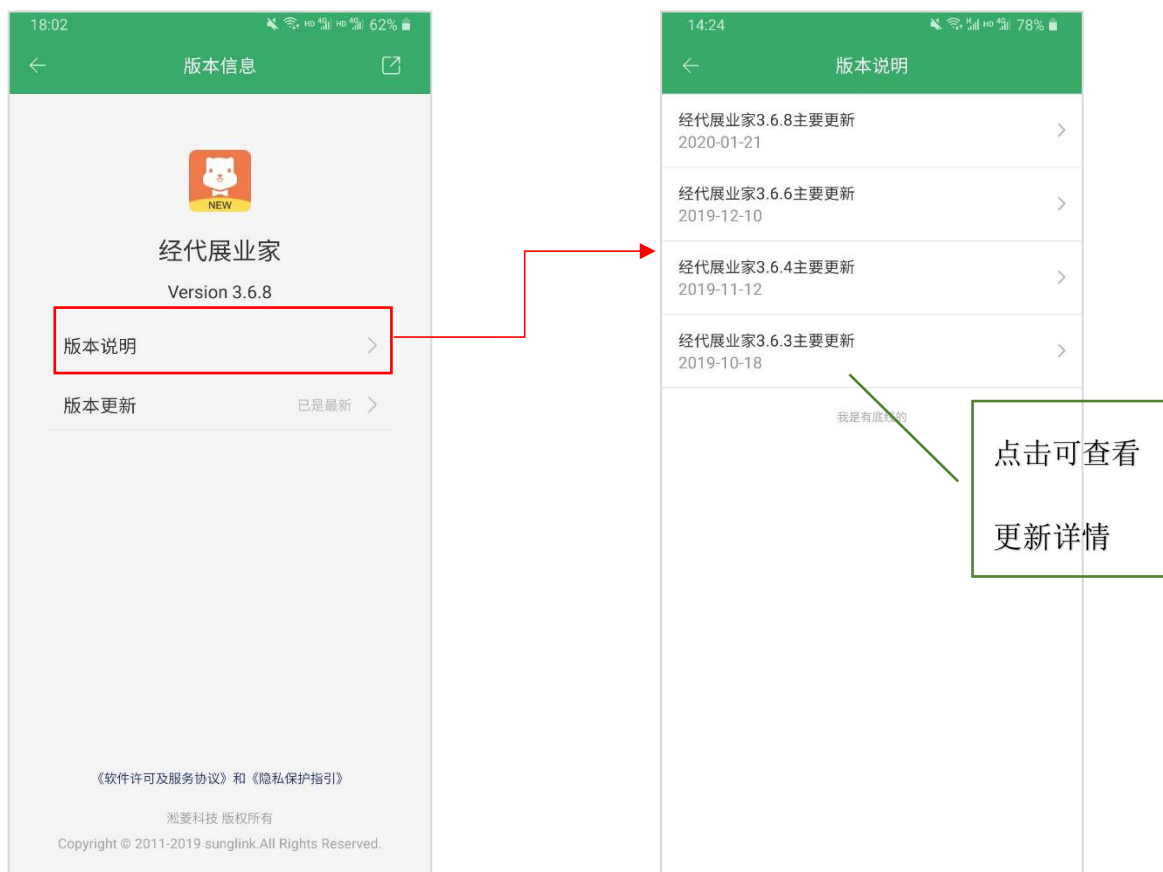 18:02
HD 4G HD 4G 62%
版本信息
NEW
经代展业家
Version 3.6.8
版本说明
版本更新
已是最新
《软件许可及服务协议》和《隐私保护指引》
淞菱科技 版权所有
Copyright © 2011-2019 sunglink.All Rights Reserved.
14:24
HD 4G 78%
版本说明
经代展业家3.6.8主要更新
2020-01-21
经代展业家3.6.6主要更新
2019-12-10
经代展业家3.6.4主要更新
2019-11-12
经代展业家3.6.3主要更新
2019-10-18
我是有底线的
点击可查看
更新详情